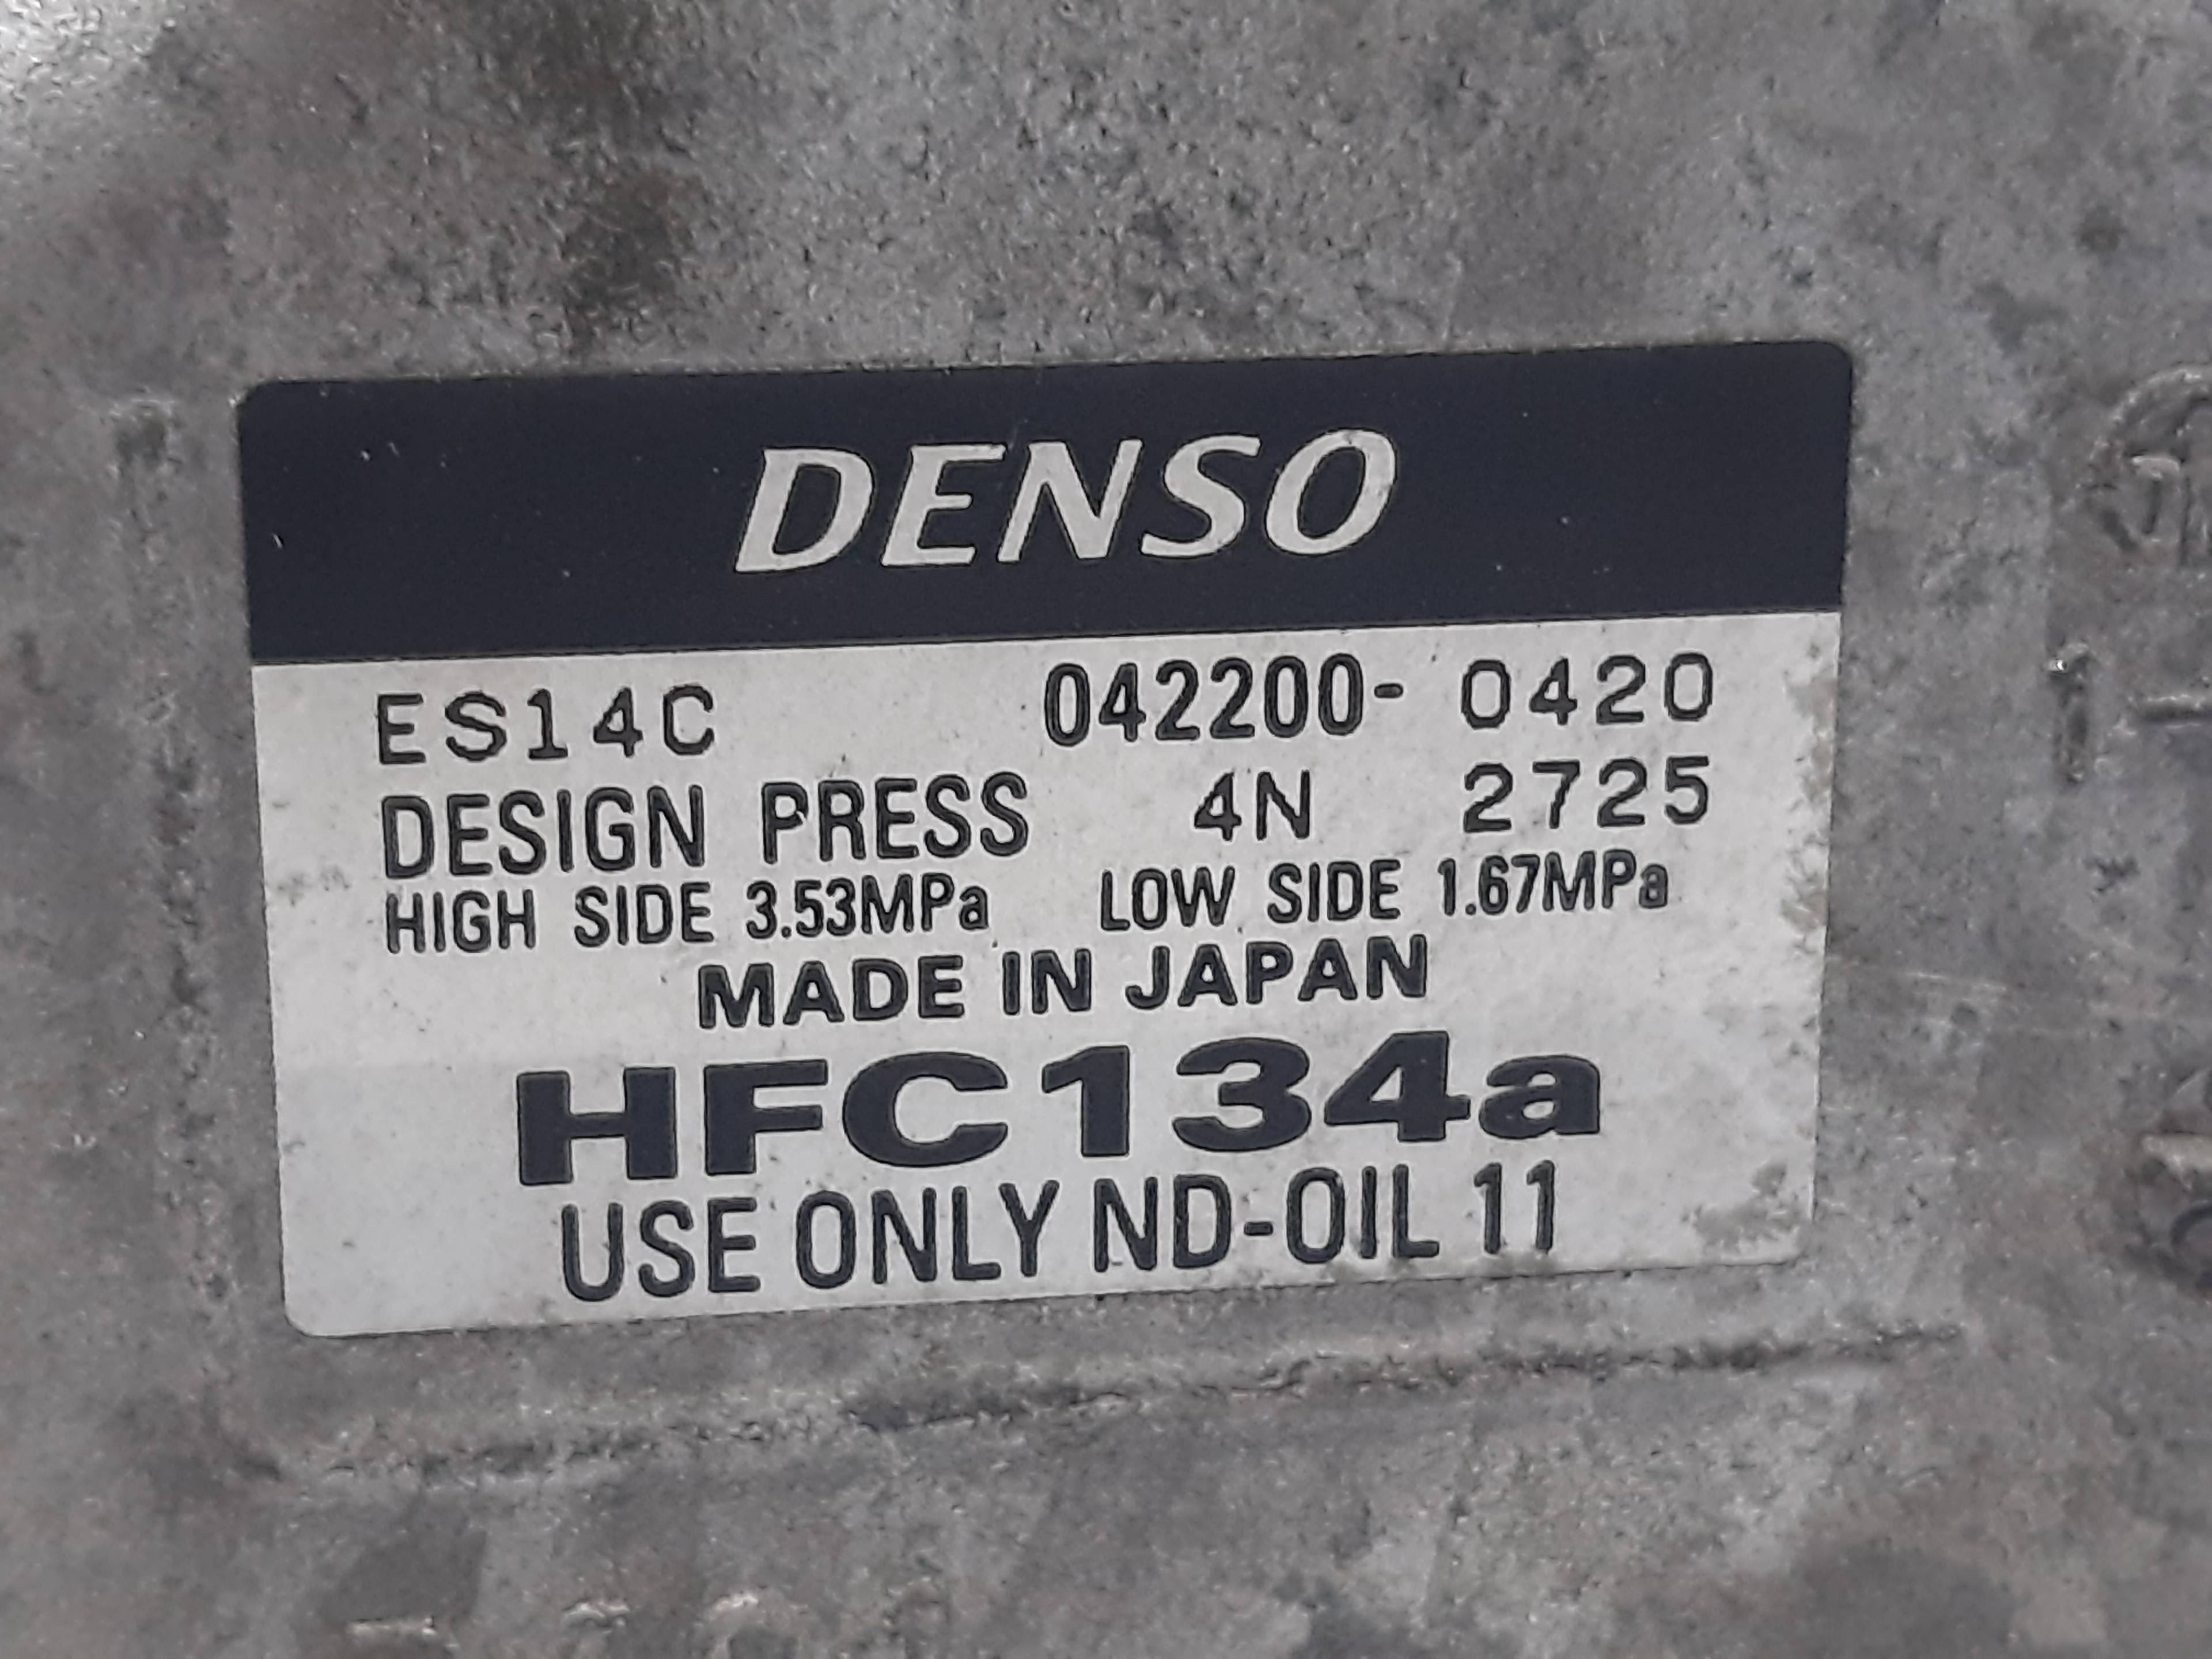 DENSO
ES14C 042200- 0420
DESIGN PRESS 4N 2725
HIGH SIDE 3.53MPa LOW SIDE 1.67MPa
MADE IN JAPAN
HFC134a
USE ONLY ND-OIL 11